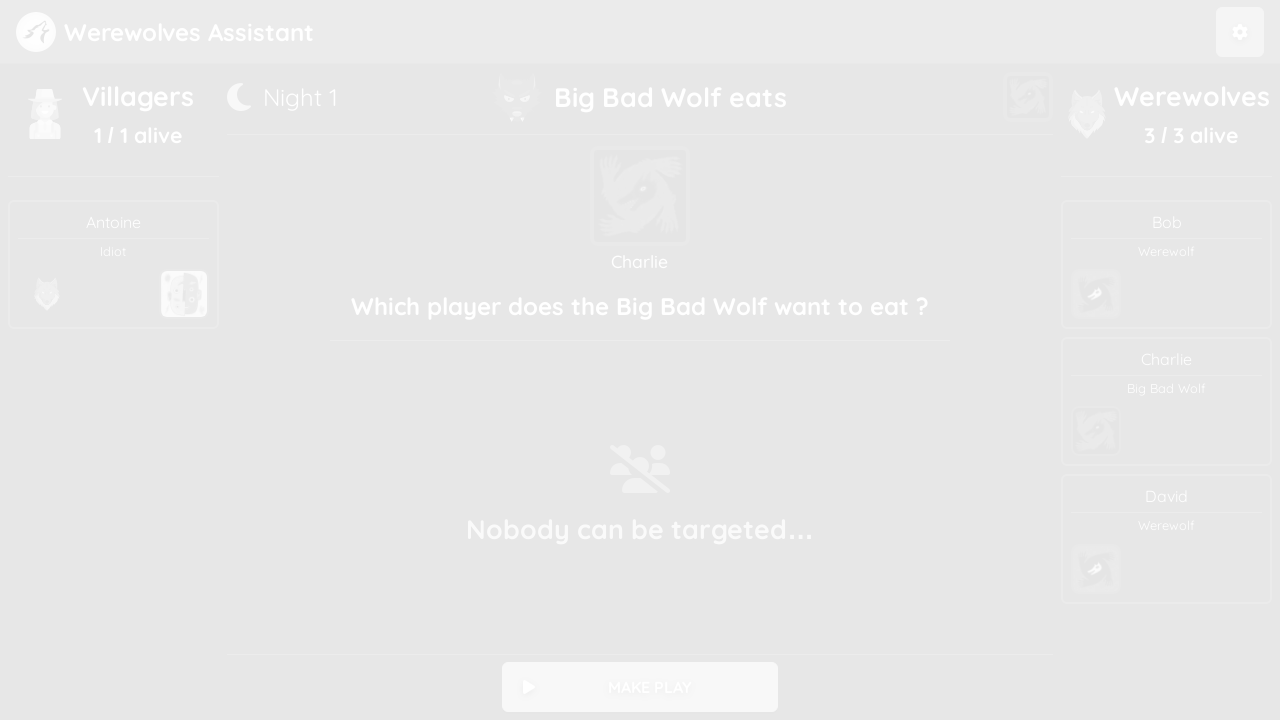 Werewolves Assistant
Villagers
1 / 1 alive
Night 1
Big Bad Wolf eats
Werewolves
3 / 3 alive
Antoine
Idiot
Charlie
Which player does the Big Bad Wolf want to eat ?
Nobody can be targeted...
Bob
Werewolf
Charlie
Big Bad Wolf
David
Werewolf
MAKE PLAY